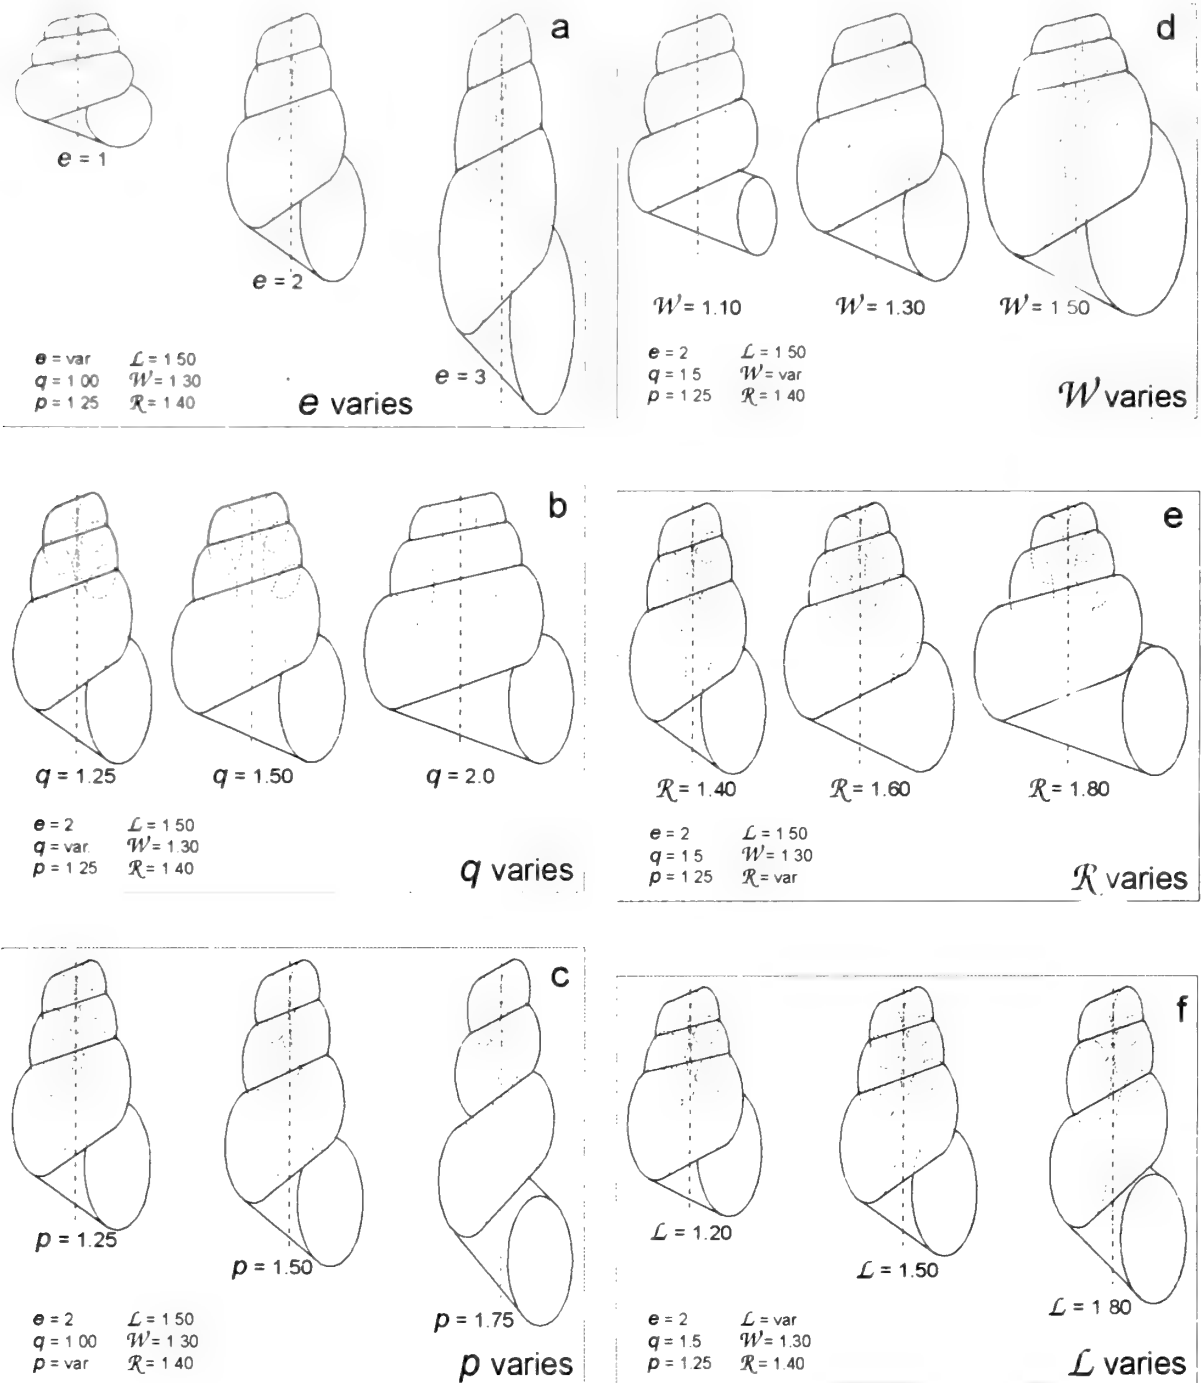 a
e = 1
e = 2
e = 3
e = var L = 1 50
q = 1 00 W = 1 30
p = 1 25 R = 1 40
e varies
b
q = 1.25
q = 1.50
q = 2.0
e = 2 L = 1 50
q = var. W = 1.30
p = 1 25 R = 1 40
q varies
c
p = 1.25
p = 1.50
p = 1.75
e = 2 L = 1 50
q = 1 00 W = 1 30
p = var R = 1 40
p varies
d
W = 1.10
W = 1.30
W = 1 50
e = 2 L = 1 50
q = 1 5 W = var
p = 1 25 R = 1 40
W varies
e
R = 1.40
R = 1.60
R = 1.80
e = 2 L = 1 50
q = 1 5 W = 1 30
p = 1 25 R = var
R varies
f
L = 1.20
L = 1.50
L = 1 80
e = 2 L = var
q = 1.5 W = 1.30
p = 1.25 R = 1.40
L varies